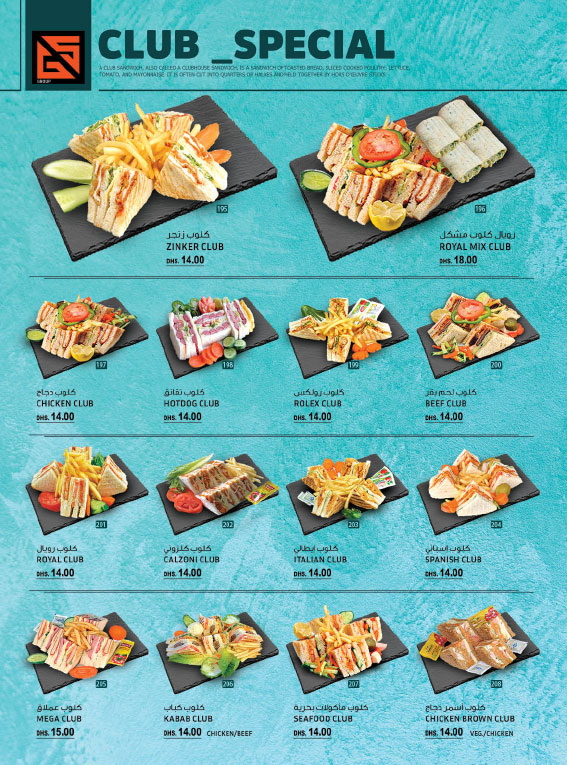 GROUP
CLUB _SPECIAL
A CLUB SANDWICH, ALSO CALLED A CLUBHOUSE SANDWICH, IS A SANDWICH OF TOASTED BREAD, SLICED COOKED POULTRY, LETTUCE,
TOMATO, AND MAYONNAISE. IT IS OFTEN CUT INTO QUARTERS OR HALVES AND HELD TOGETHER BY HORS D'ŒUVRE STICKS
195
كلوب زنجر
ZINKER CLUB
DHS. 14.00
196
رويال كلوب مشكل
ROYAL MIX CLUB
DHS. 18.00
197
كلوب دجاج
CHICKEN CLUB
DHS. 14.00
198
كلوب نقانق
HOTDOG CLUB
DHS. 14.00
199
كلوب رولكس
ROLEX CLUB
DHS. 14.00
200
كلوب لحم بقر
BEEF CLUB
DHS. 14.00
201
كلوب رويال
ROYAL CLUB
DHS. 14.00
202
كلوب كلزوني
CALZONI CLUB
DHS. 14.00
203
كلوب ايطالي
ITALIAN CLUB
DHS. 14.00
204
كلوب إسباني
SPANISH CLUB
DHS. 14.00
205
كلوب عملاق
MEGA CLUB
DHS. 15.00
206
كلوب كباب
KABAB CLUB
DHS. 14.00 CHICKEN/BEEF
207
كلوب ماكولات بحرية
SEAFOOD CLUB
DHS. 14.00
208
كلوب أسمر دجاج
CHICKEN BROWN CLUB
DHS. 14.00 VEG./CHICKEN